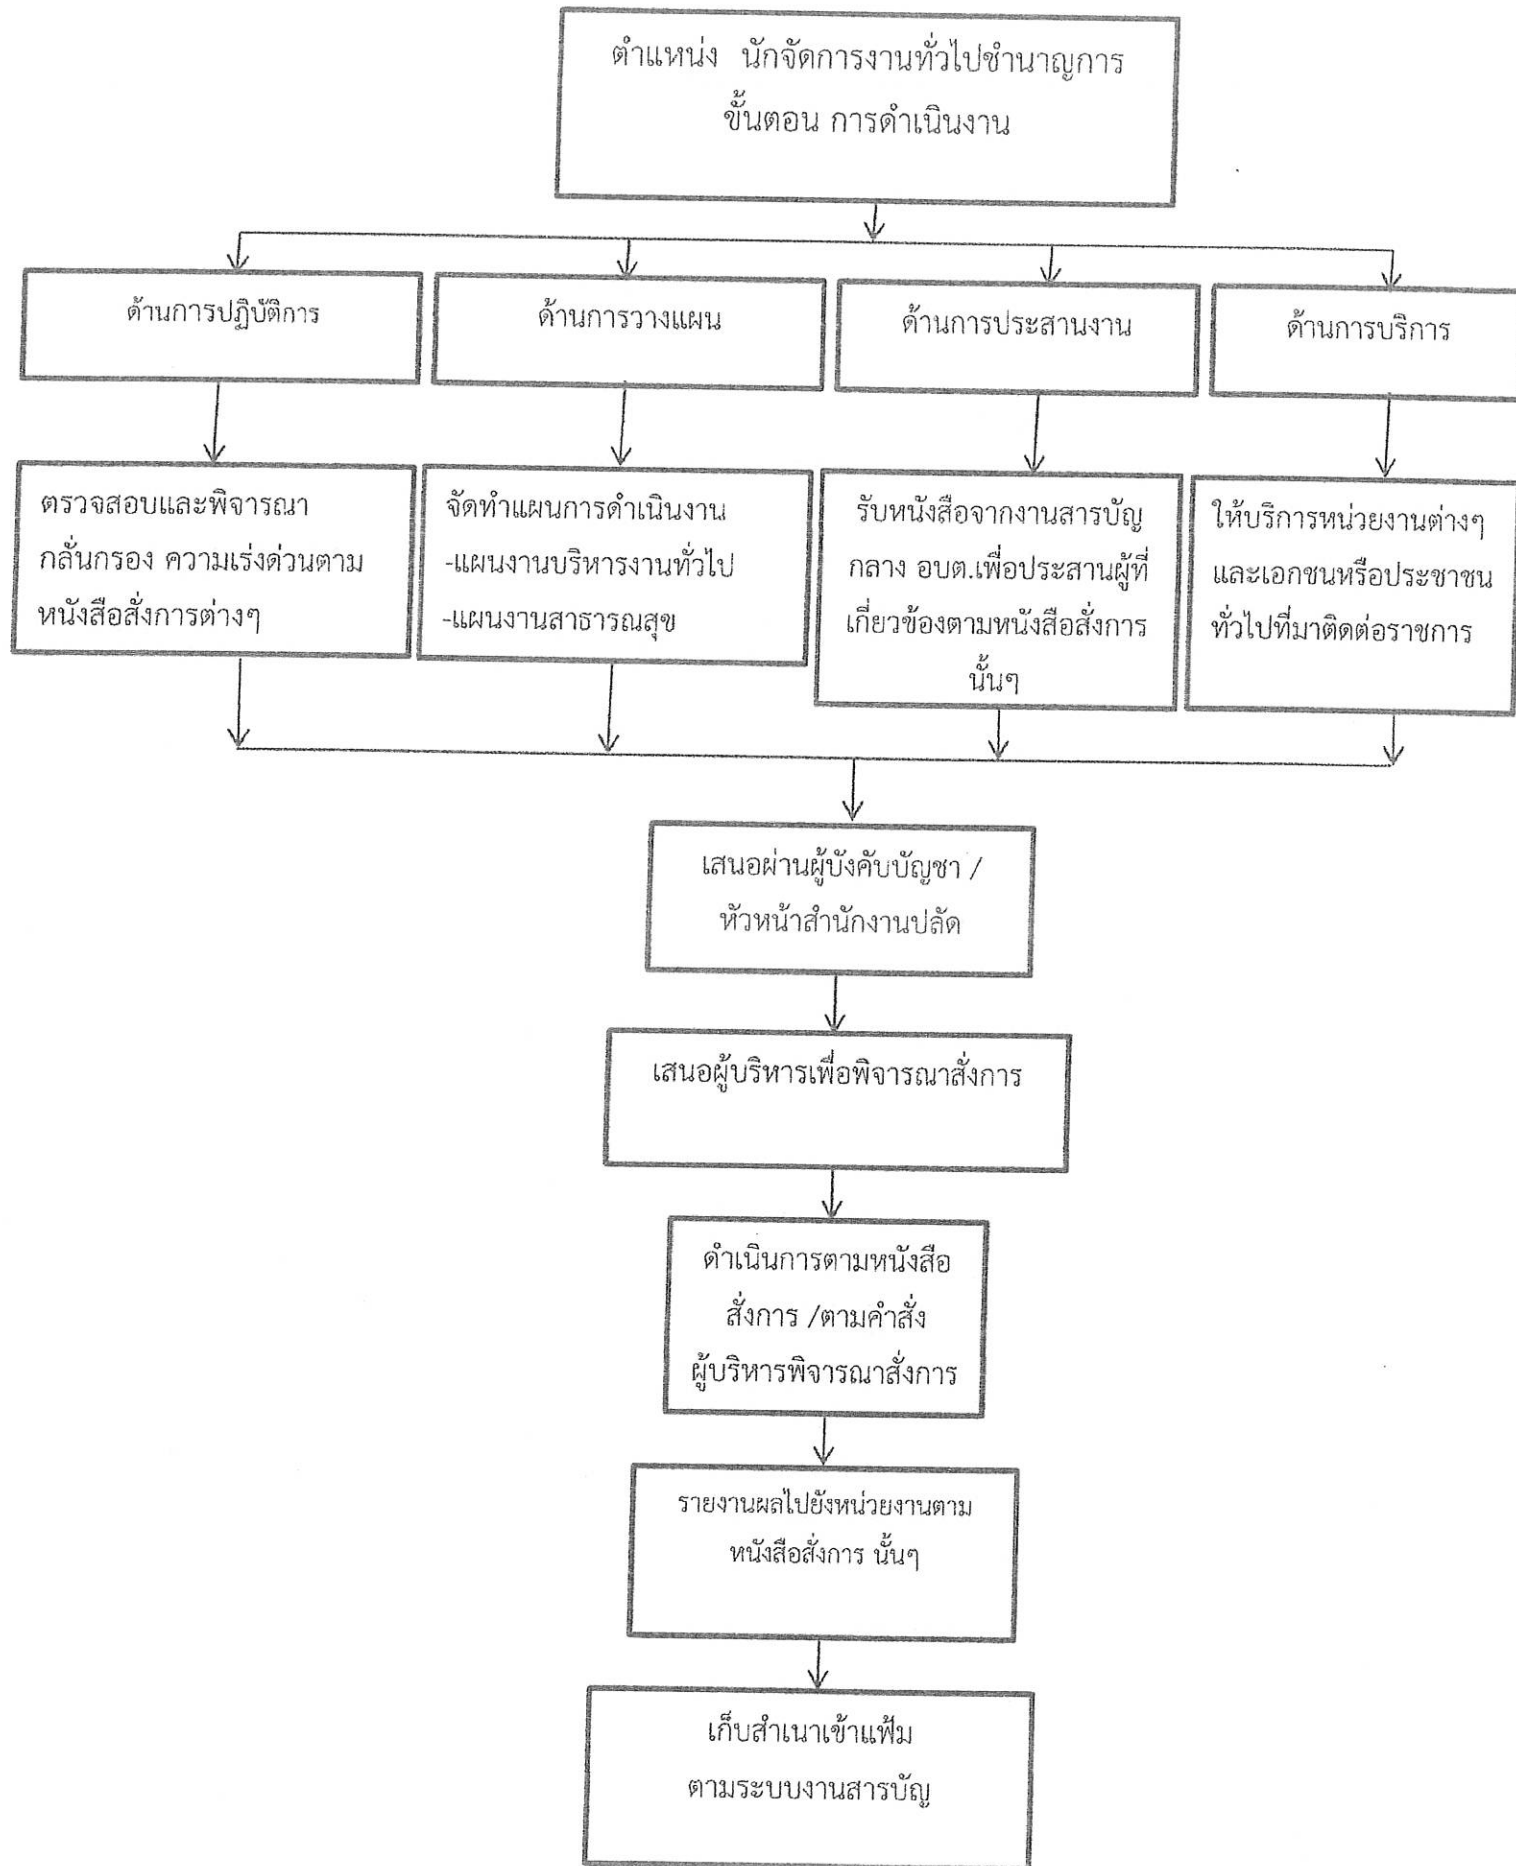 ตำแหน่ง นักจัดการงานทั่วไปชำนาญการ
ขั้นตอน การดำเนินงาน
ด้านการปฏิบัติการ
ด้านการวางแผน
ด้านการประสานงาน
ด้านการบริการ
ตรวจสอบและพิจารณา
กลั่นกรอง ความเร่งด่วนตาม
หนังสือสั่งการต่างๆ
จัดทำแผนการดำเนินงาน
-แผนงานบริหารงานทั่วไป
-แผนงานสาธารณสุข
รับหนังสือจากงานสารบัญ
กลาง อบต.เพื่อประสานผู้ที่
เกี่ยวข้องตามหนังสือสั่งการ
นั้นๆ
ให้บริการหน่วยงานต่างๆ
และเอกชนหรือประชาชน
ทั่วไปที่มาติดต่อราชการ
เสนอผ่านผู้บังคับบัญชา /
หัวหน้าสำนักงานปลัด
เสนอผู้บริหารเพื่อพิจารณาสั่งการ
ดำเนินการตามหนังสือ
สั่งการ /ตามคำสั่ง
ผู้บริหารพิจารณาสั่งการ
รายงานผลไปยังหน่วยงานตาม
หนังสือสั่งการ นั้นๆ
เก็บสำเนาเข้าแฟ้ม
ตามระบบงานสารบัญ